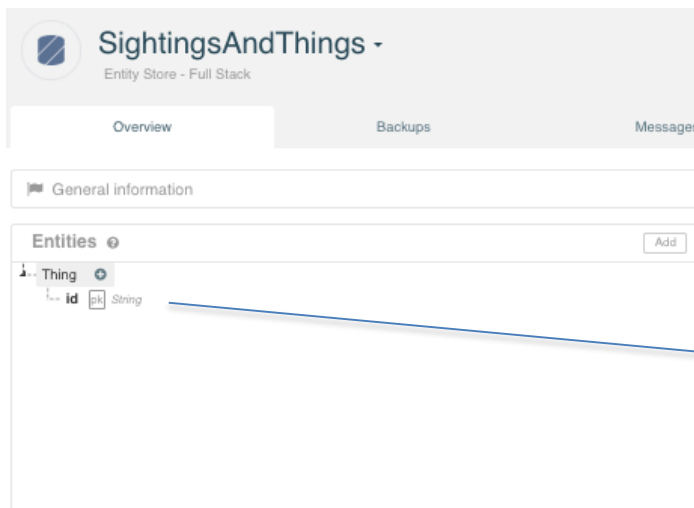 SightingsAndThings
Entity Store - Full Stack
Overview Backups Messages
General information
Entities ?
Add
Thing
id pk String